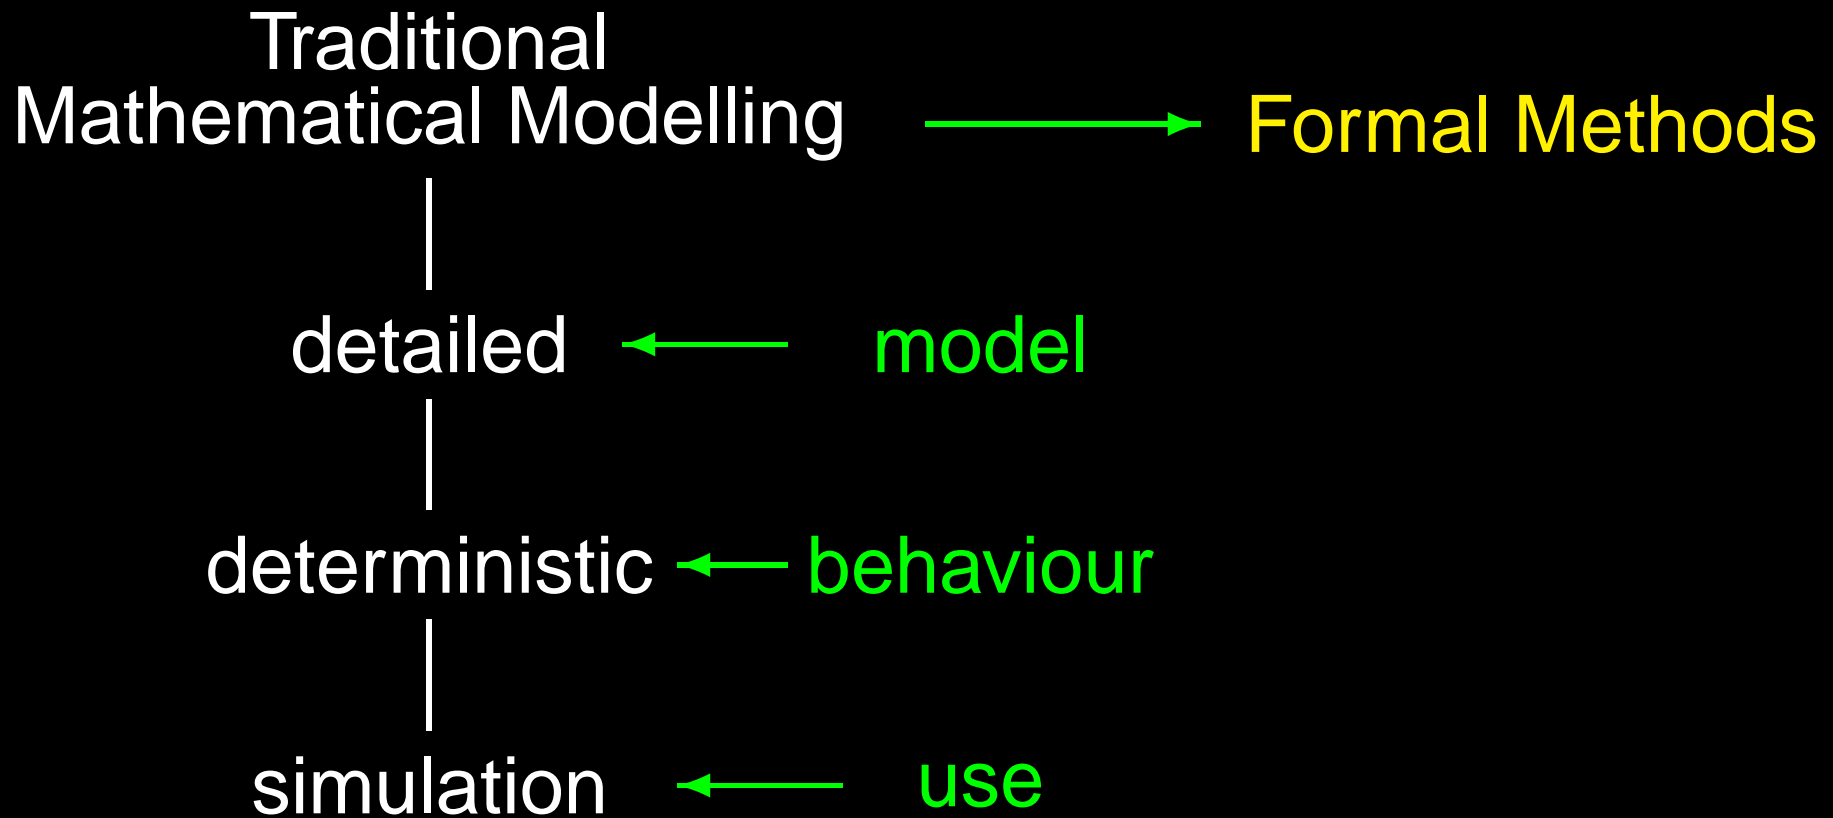 Traditional
Mathematical Modelling
Formal Methods
detailed
model
deterministic
behaviour
simulation
use